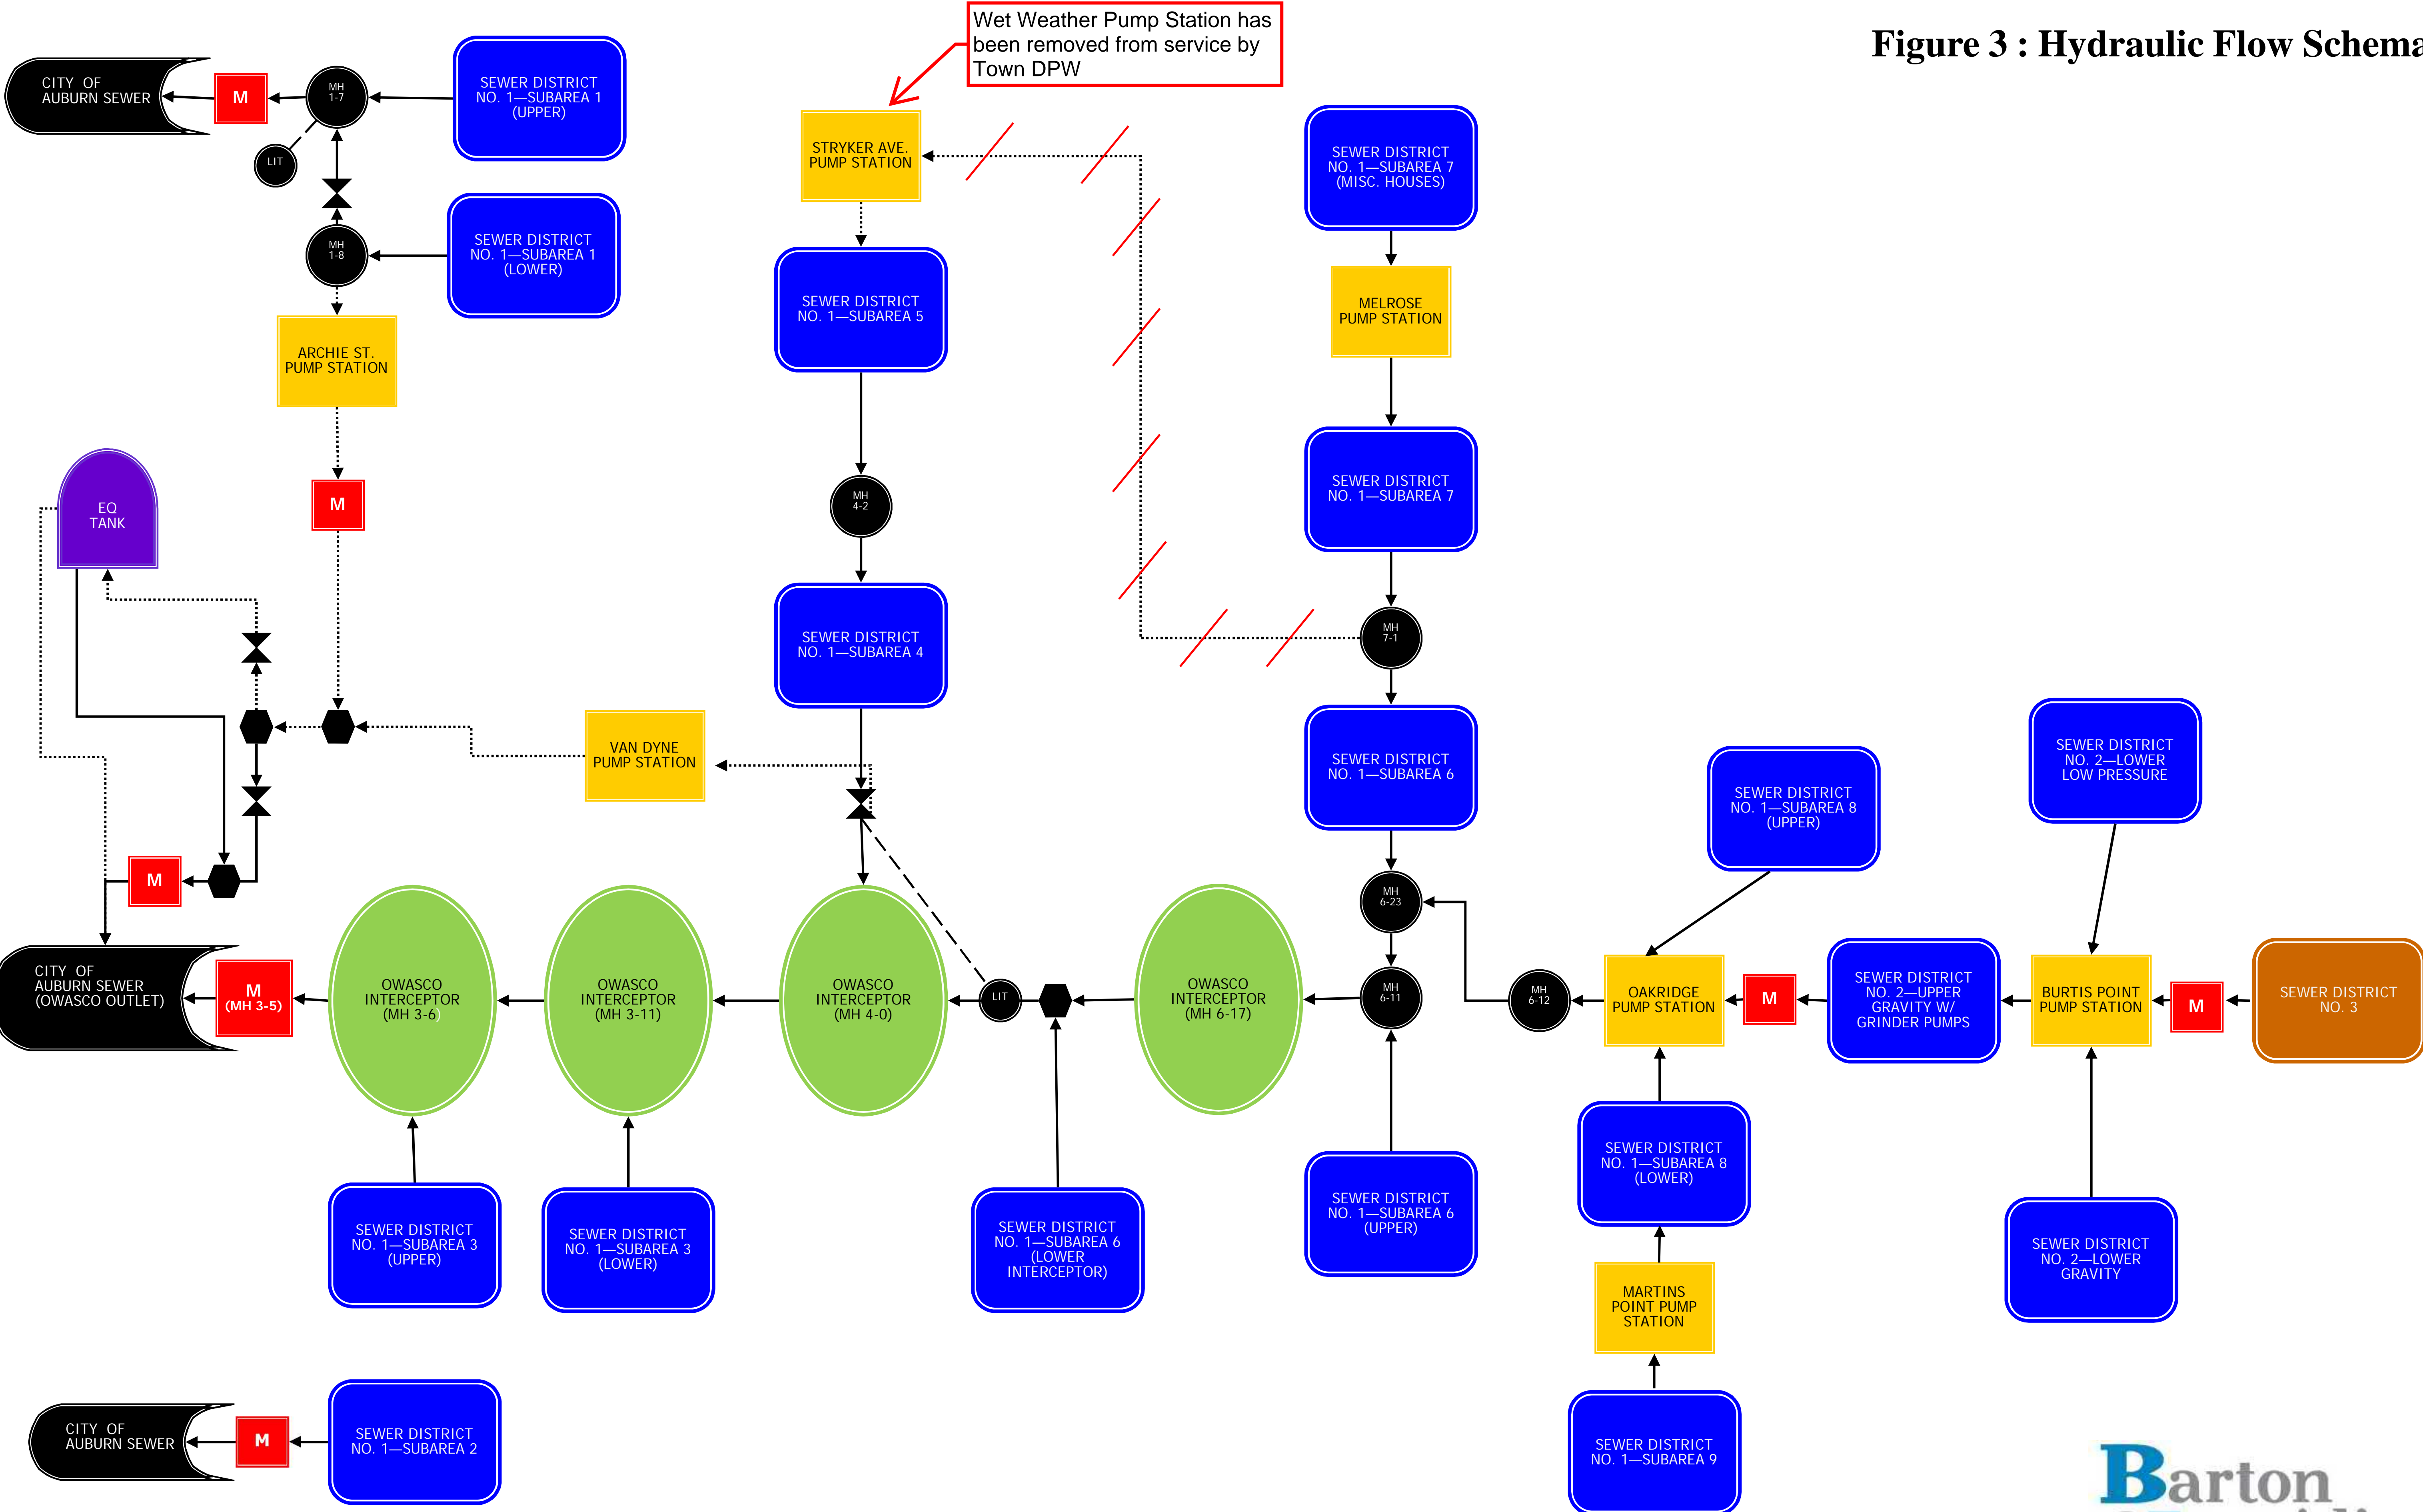 Figure 3 : Hydraulic Flow Schema
Wet Weather Pump Station has
been removed from service by
Town DPW
CITY OF
AUBURN SEWER
M
MH
1-7
SEWER DISTRICT
NO. 1—SUBAREA 1
(UPPER)
LIT
MH
1-8
SEWER DISTRICT
NO. 1—SUBAREA 1
(LOWER)
ARCHIE ST.
PUMP STATION
M
EQ
TANK
STRYKER AVE.
PUMP STATION
SEWER DISTRICT
NO. 1—SUBAREA 5
MH
4-2
SEWER DISTRICT
NO. 1—SUBAREA 4
VAN DYNE
PUMP STATION
SEWER DISTRICT
NO. 1—SUBAREA 7
(MISC. HOUSES)
MELROSE
PUMP STATION
SEWER DISTRICT
NO. 1—SUBAREA 7
MH
7-1
SEWER DISTRICT
NO. 1—SUBAREA 6
MH
6-23
MH
6-11
SEWER DISTRICT
NO. 1—SUBAREA 8
(UPPER)
SEWER DISTRICT
NO. 2—LOWER
LOW PRESSURE
M
CITY OF
AUBURN SEWER
(OWASCO OUTLET)
M
(MH 3-5)
OWASCO
INTERCEPTOR
(MH 3-6)
OWASCO
INTERCEPTOR
(MH 3-11)
OWASCO
INTERCEPTOR
(MH 4-0)
LIT
OWASCO
INTERCEPTOR
(MH 6-17)
MH
6-12
OAKRIDGE
PUMP STATION
M
SEWER DISTRICT
NO. 2—UPPER
GRAVITY W/
GRINDER PUMPS
BURTIS POINT
PUMP STATION
M
SEWER DISTRICT
NO. 3
SEWER DISTRICT
NO. 1—SUBAREA 3
(UPPER)
SEWER DISTRICT
NO. 1—SUBAREA 3
(LOWER)
SEWER DISTRICT
NO. 1—SUBAREA 6
(LOWER
INTERCEPTOR)
SEWER DISTRICT
NO. 1—SUBAREA 6
(UPPER)
SEWER DISTRICT
NO. 1—SUBAREA 8
(LOWER)
MARTINS
POINT PUMP
STATION
SEWER DISTRICT
NO. 1—SUBAREA 9
SEWER DISTRICT
NO. 2—LOWER
GRAVITY
CITY OF
AUBURN SEWER
M
SEWER DISTRICT
NO. 1—SUBAREA 2
Barton